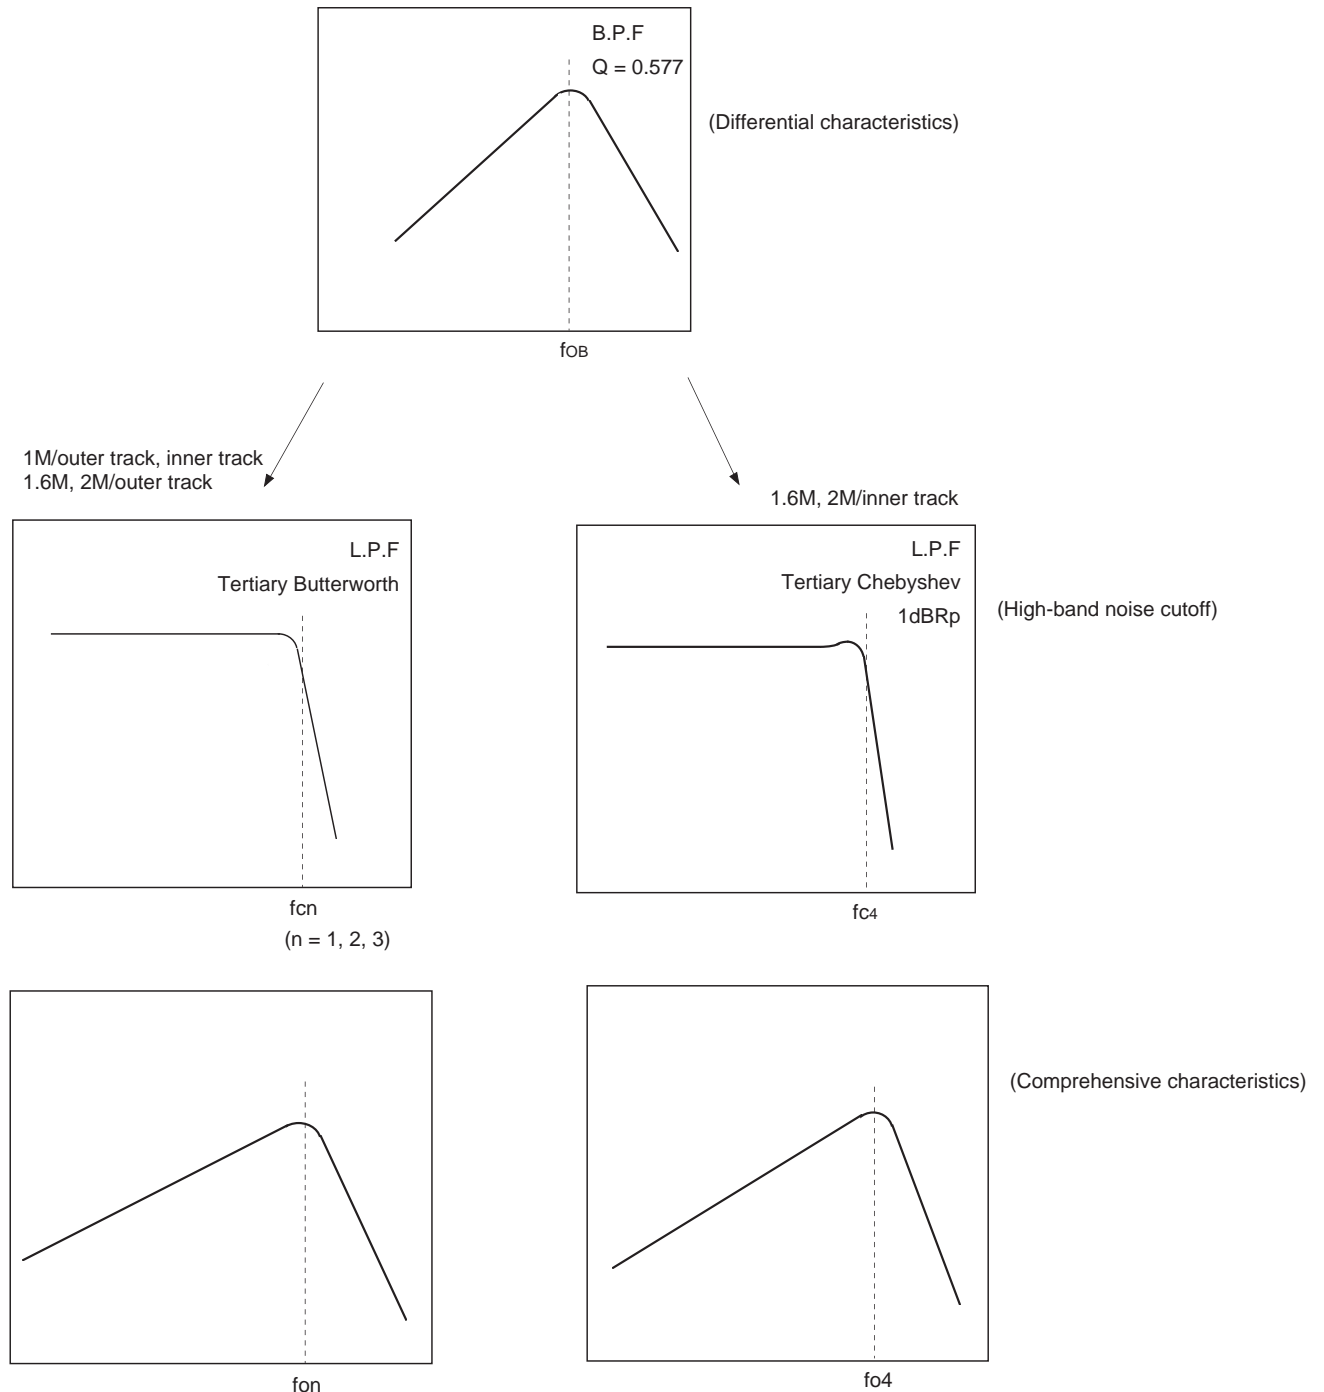 B.P.F
Q = 0.577
(Differential characteristics)
fOB
1M/outer track, inner track
1.6M, 2M/outer track
1.6M, 2M/inner track
L.P.F
Tertiary Butterworth
L.P.F
Tertiary Chebyshev
1dBRp
(High-band noise cutoff)
fcn
(n = 1, 2, 3)
fc4
(Comprehensive characteristics)
fon
fo4